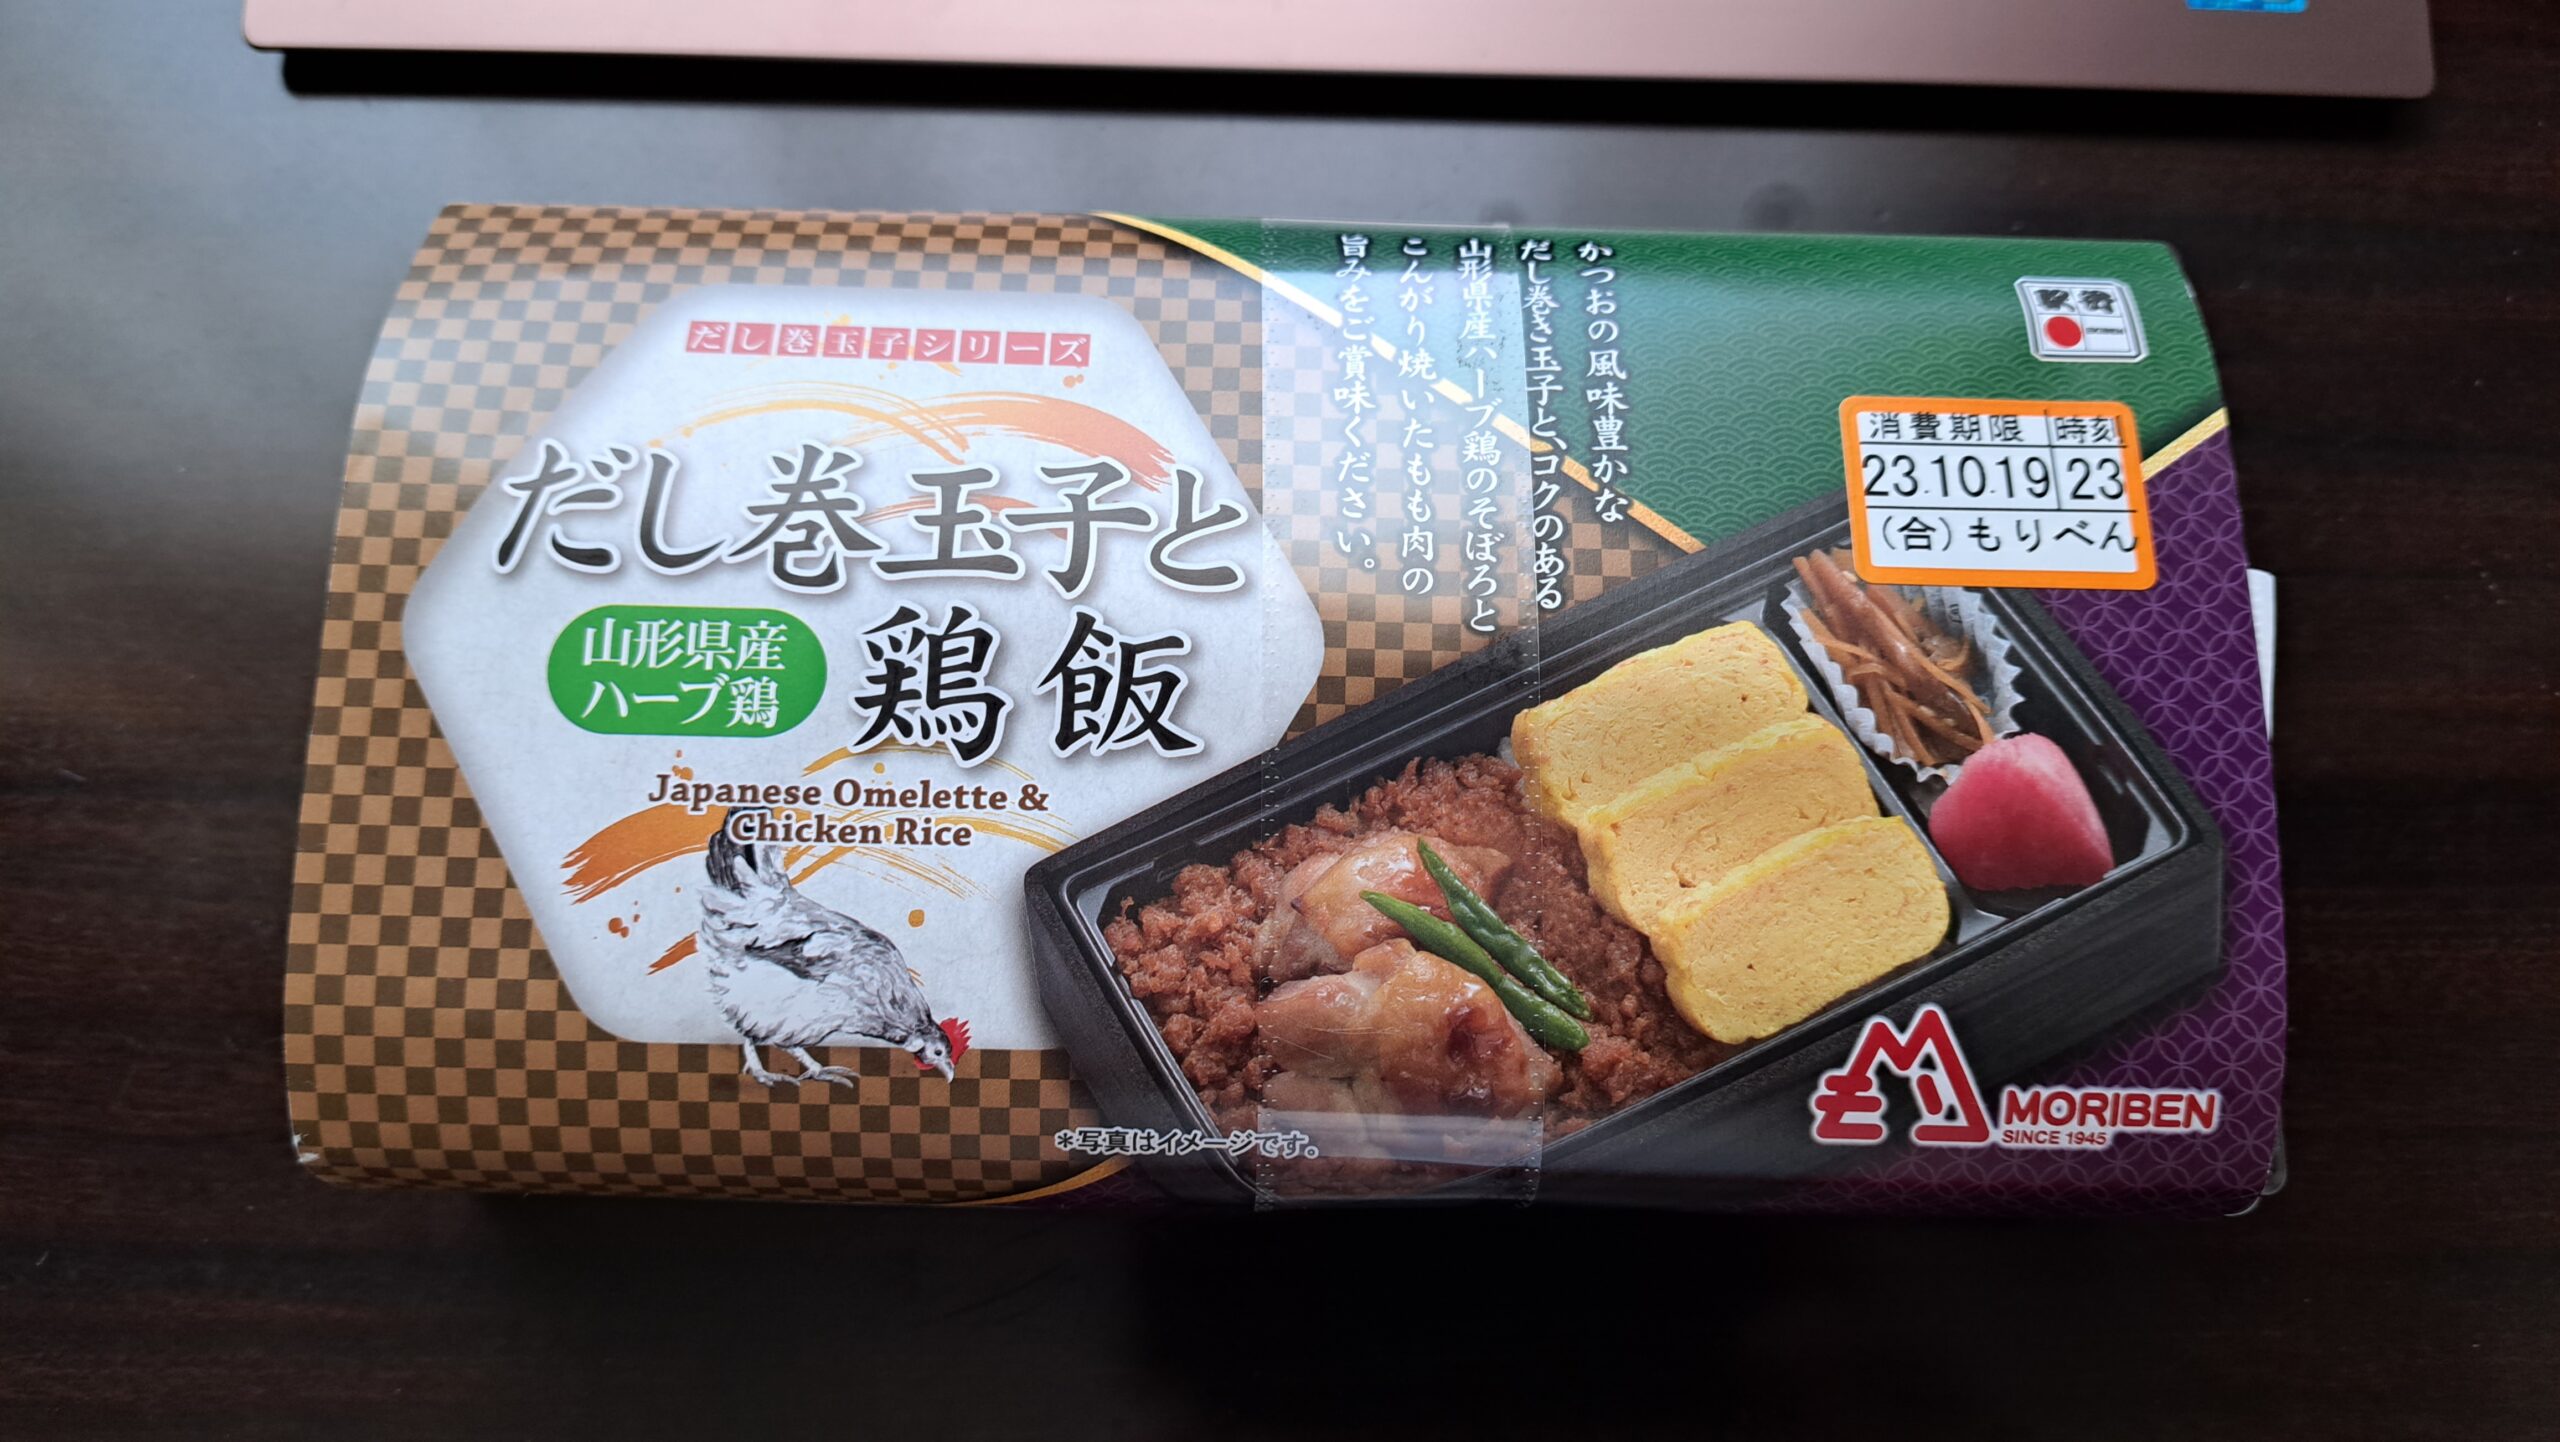 だし巻玉子シリーズ
だし巻玉子と
山形県産
ハーブ鶏
鶏飯
Japanese Omelette &
Chicken Rice
かつおの風味豊かな
だし巻き玉子と、コクのある
山形県産ハーブ鶏のそぼろと
こんがり焼いたもも肉の
旨みをご賞味ください。
駅弁
消費期限 時刻
23.10.19 23
(合)もりべん
MORIBEN
SINCE 1945
*写真はイメージです。